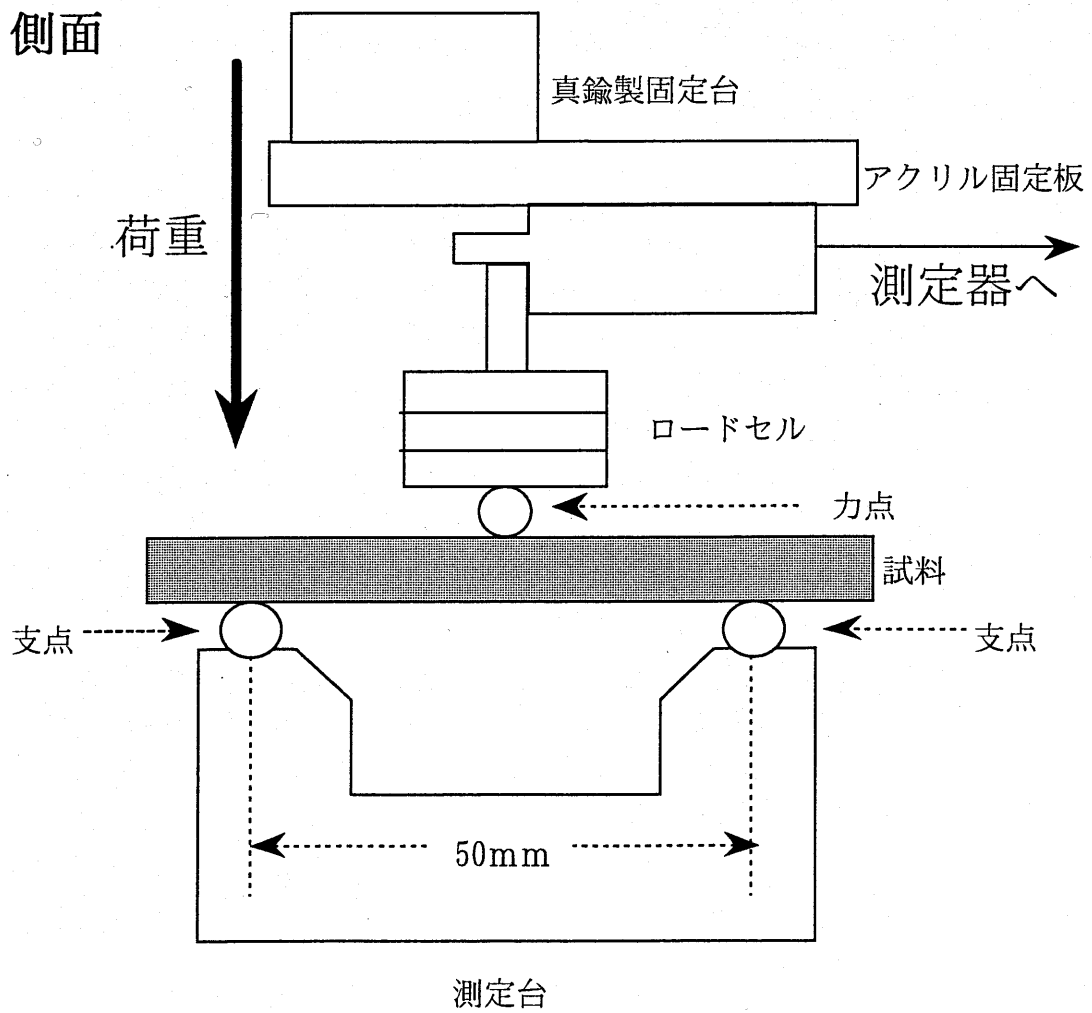 側面
真鍮製固定台
アクリル固定板
荷重
測定器へ
ロードセル
力点
試料
支点
支点
50mm
測定台